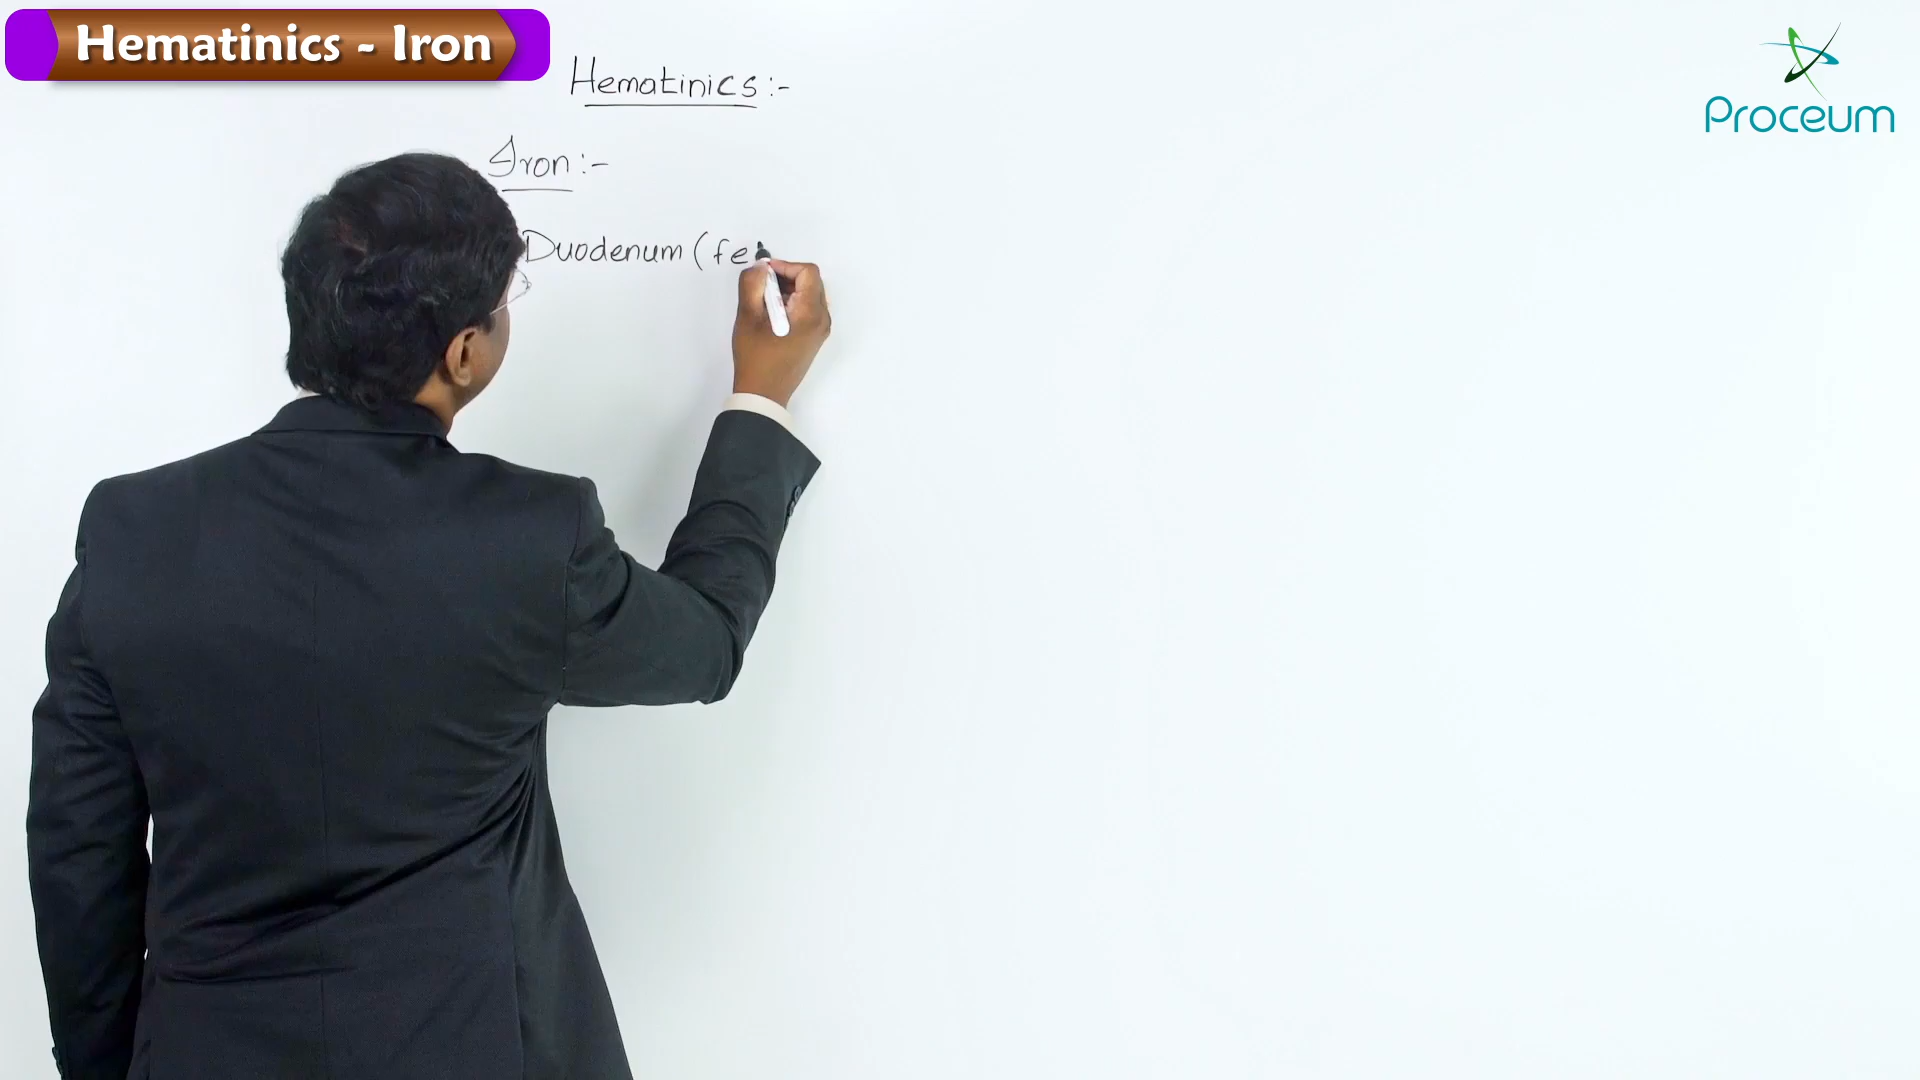 Hematinics - Iron
Hematinics :-
Iron :-
Duodenum (fe
Proceum